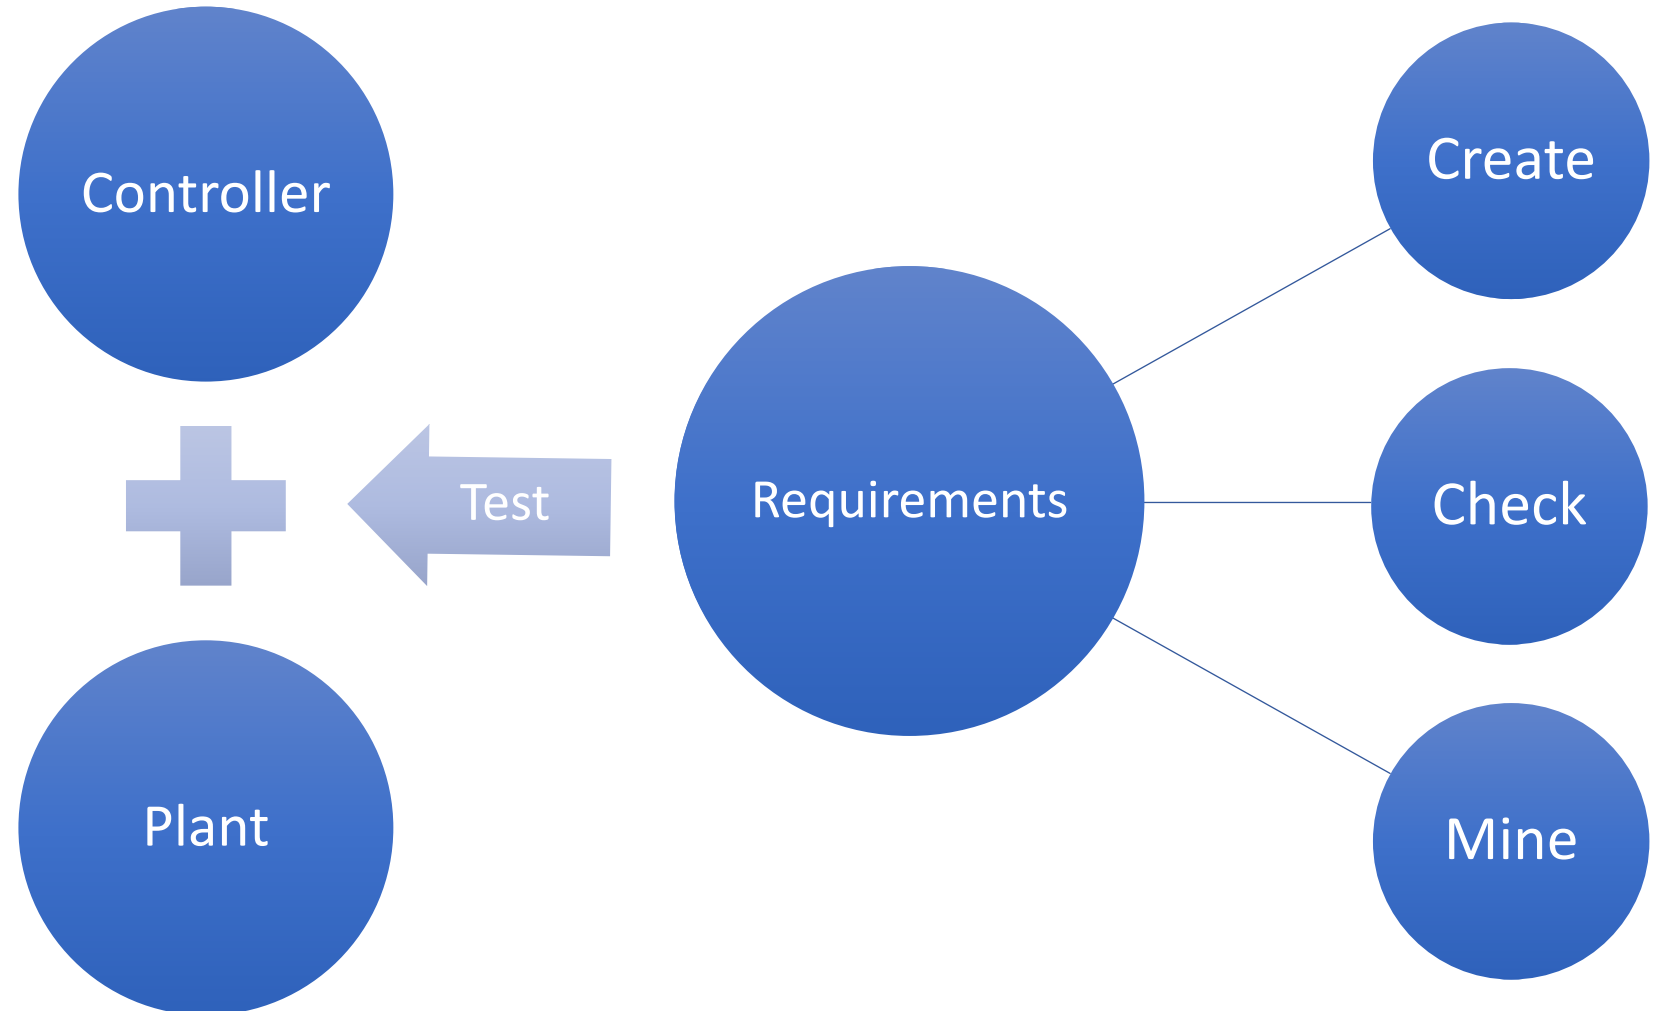 Controller
Plant
Test
Requirements
Create
Check
Mine